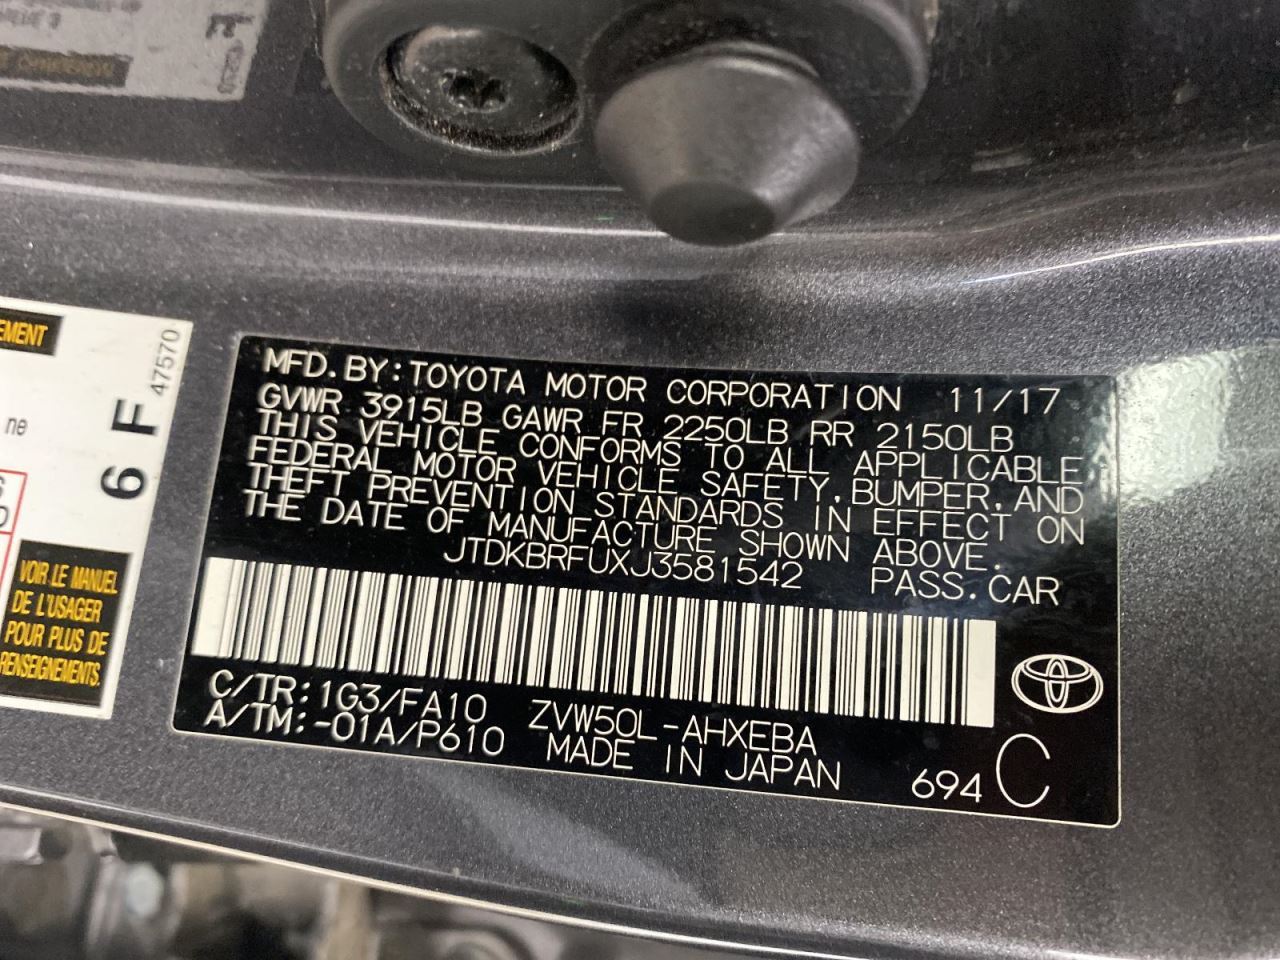 EMENT
ne
6 F
47570
VOIR LE MANUEL
DE L'USAGER
POUR PLUS DE
RENSEIGNEMENTS.
MFD. BY: TOYOTA MOTOR CORPORATION 11/17
GVWR 3915LB GAWR FR 2250LB RR 2150LB
THIS VEHICLE CONFORMS TO ALL APPLICABLE
FEDERAL MOTOR VEHICLE SAFETY, BUMPER, AND
THEFT PREVENTION STANDARDS IN EFFECT ON
THE DATE OF MANUFACTURE SHOWN ABOVE.
JTDKBRFUXJ3581542 PASS. CAR
C/TR: 1G3/FA10 ZVW50L-AHXEBA
A/TM: -01A/P610 MADE IN JAPAN 694 C